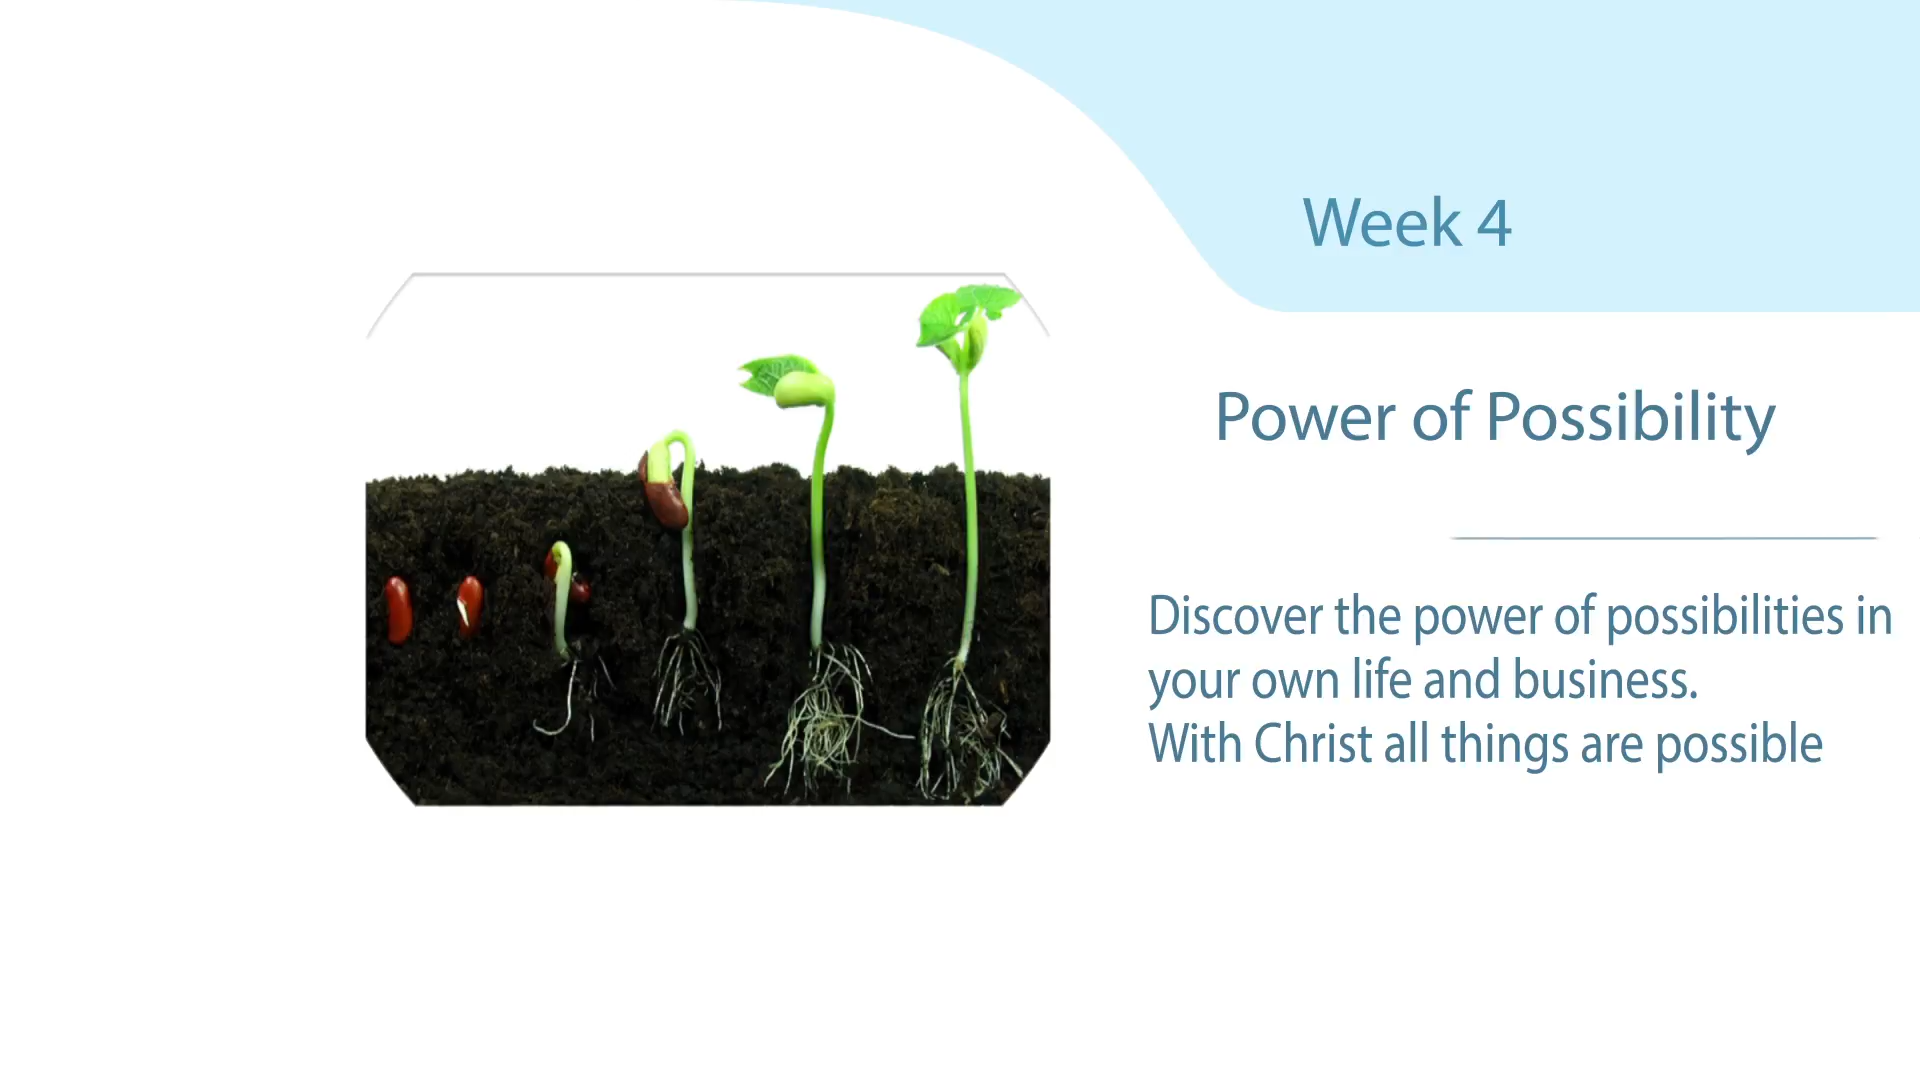 Week 4
Power of Possibility
Discover the power of possibilities in
your own life and business.
With Christ all things are possible